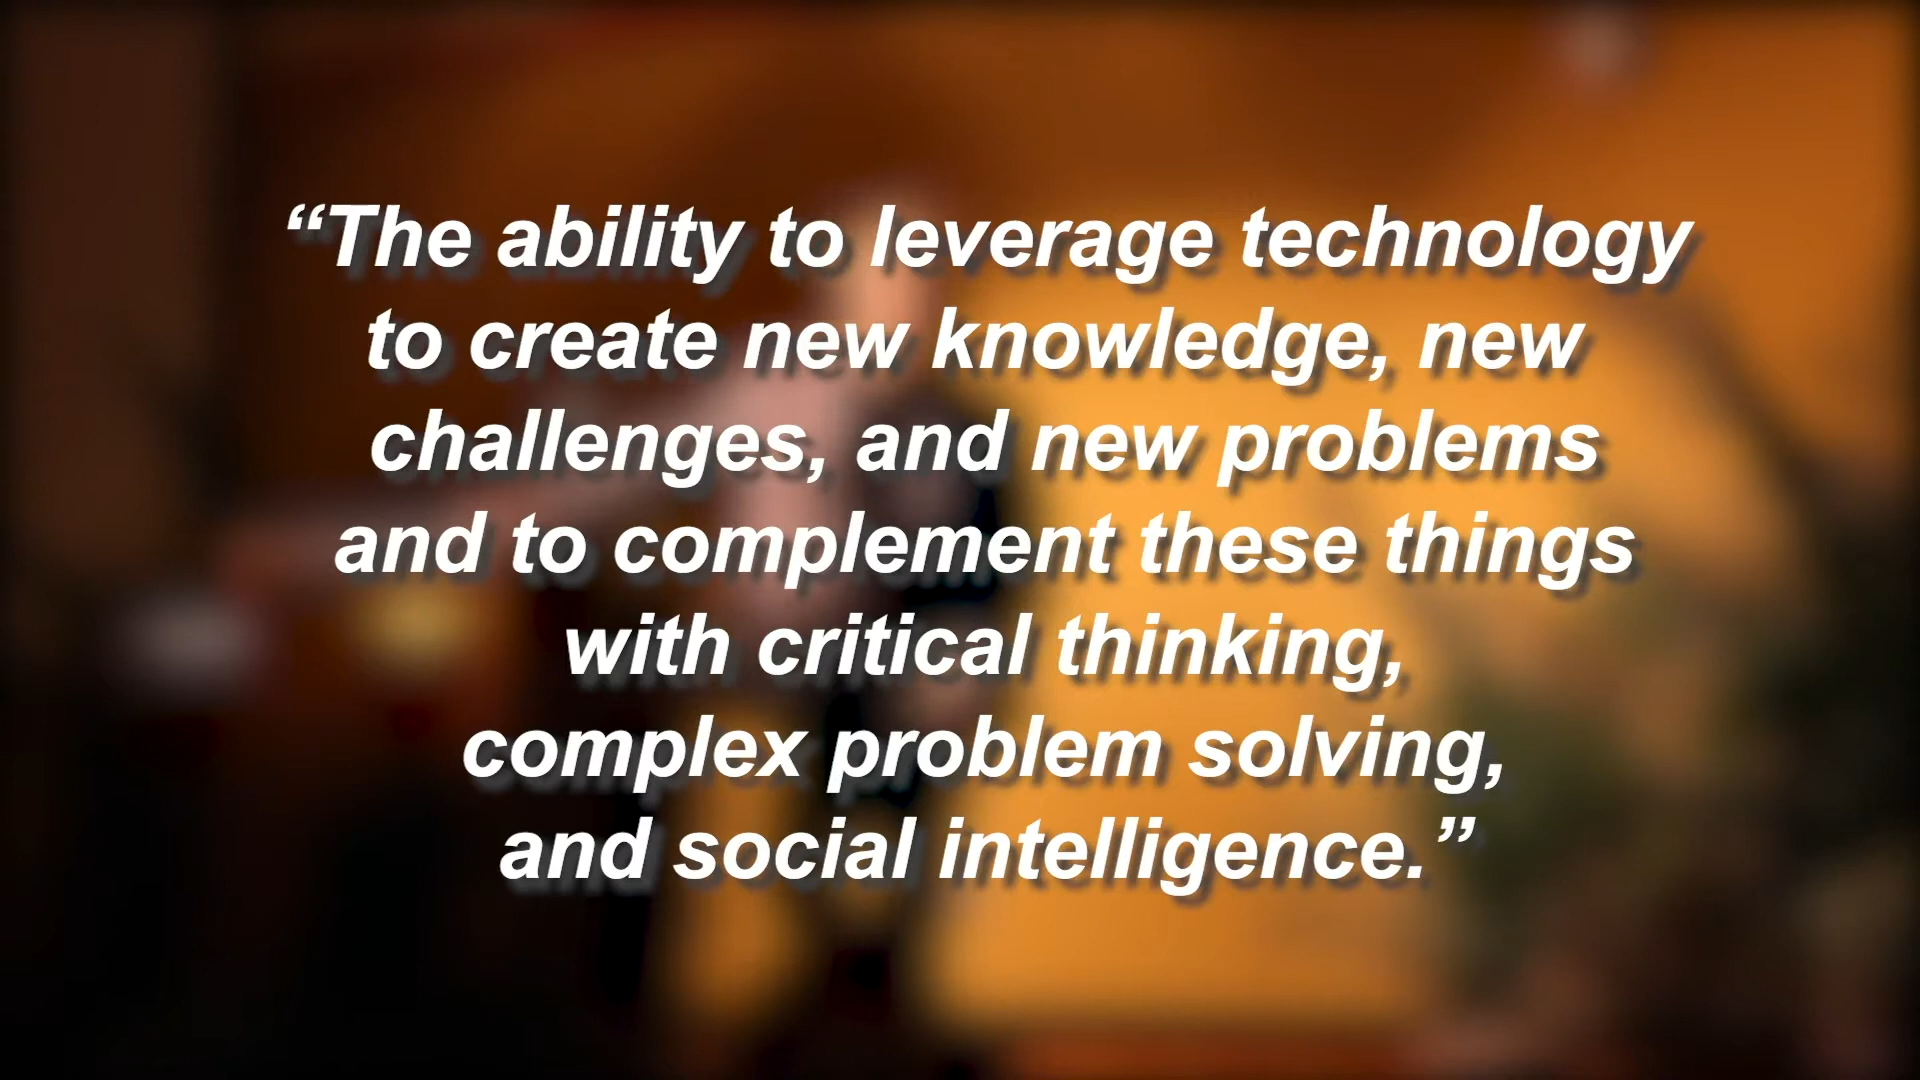 “The ability to leverage technology
to create new knowledge, new
challenges, and new problems
and to complement these things
with critical thinking,
complex problem solving,
and social intelligence.”